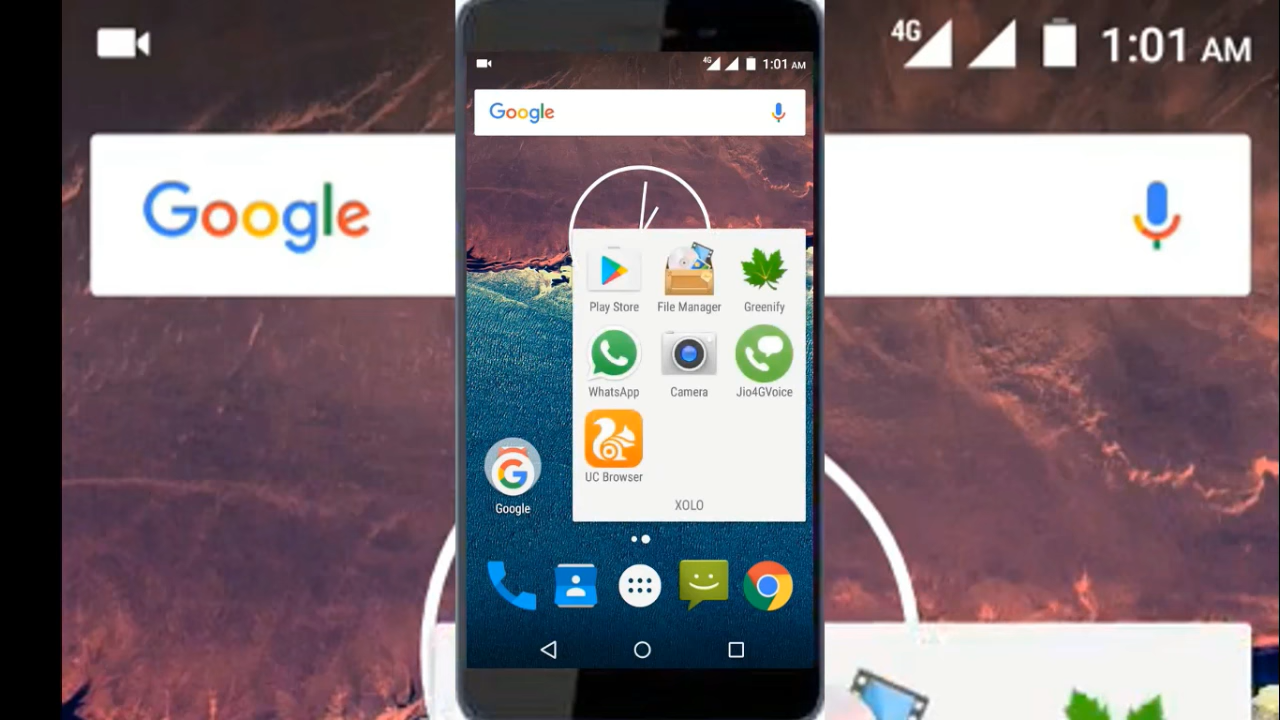 4G 1:01 AM
Google
4G 1:01 AM
Google
Play Store File Manager Greenify
WhatsApp Camera Jio4GVoice
UC Browser
XOLO
G
Google